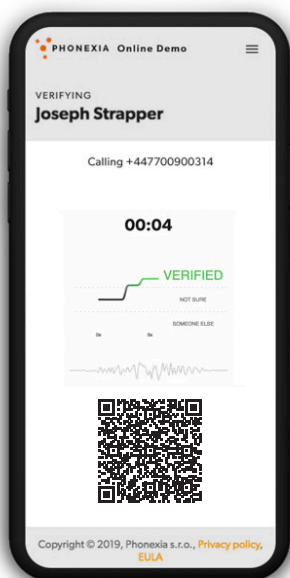 PHONEXIA Online Demo
VERIFYING
Joseph Strapper
Calling +447700900314
00:04
VERIFIED
NOT SURE
SOMEONE ELSE
0s 0s
Copyright © 2019, Phonexia s.r.o., Privacy policy,
EULA